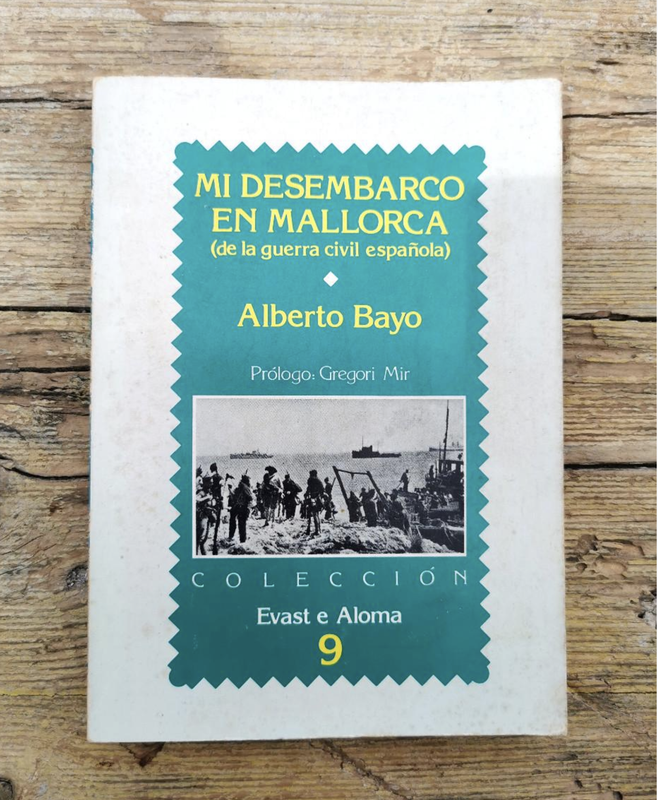 MI DESEMBARCO
EN MALLORCA
(de la guerra civil española)
Alberto Bayo
Prólogo: Gregori Mir
COLECCIÓN
Evast e Aloma
9